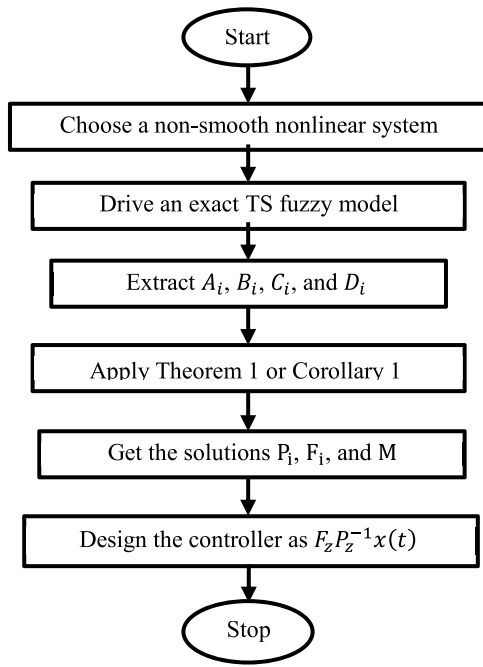 Start
Choose a non-smooth nonlinear system
Drive an exact TS fuzzy model
Extract $A_i$, $B_i$, $C_i$, and $D_i$
Apply Theorem 1 or Corollary 1
Get the solutions $P_i$, $F_i$, and M
Design the controller as $F_z P_z^{-1} x(t)$
Stop